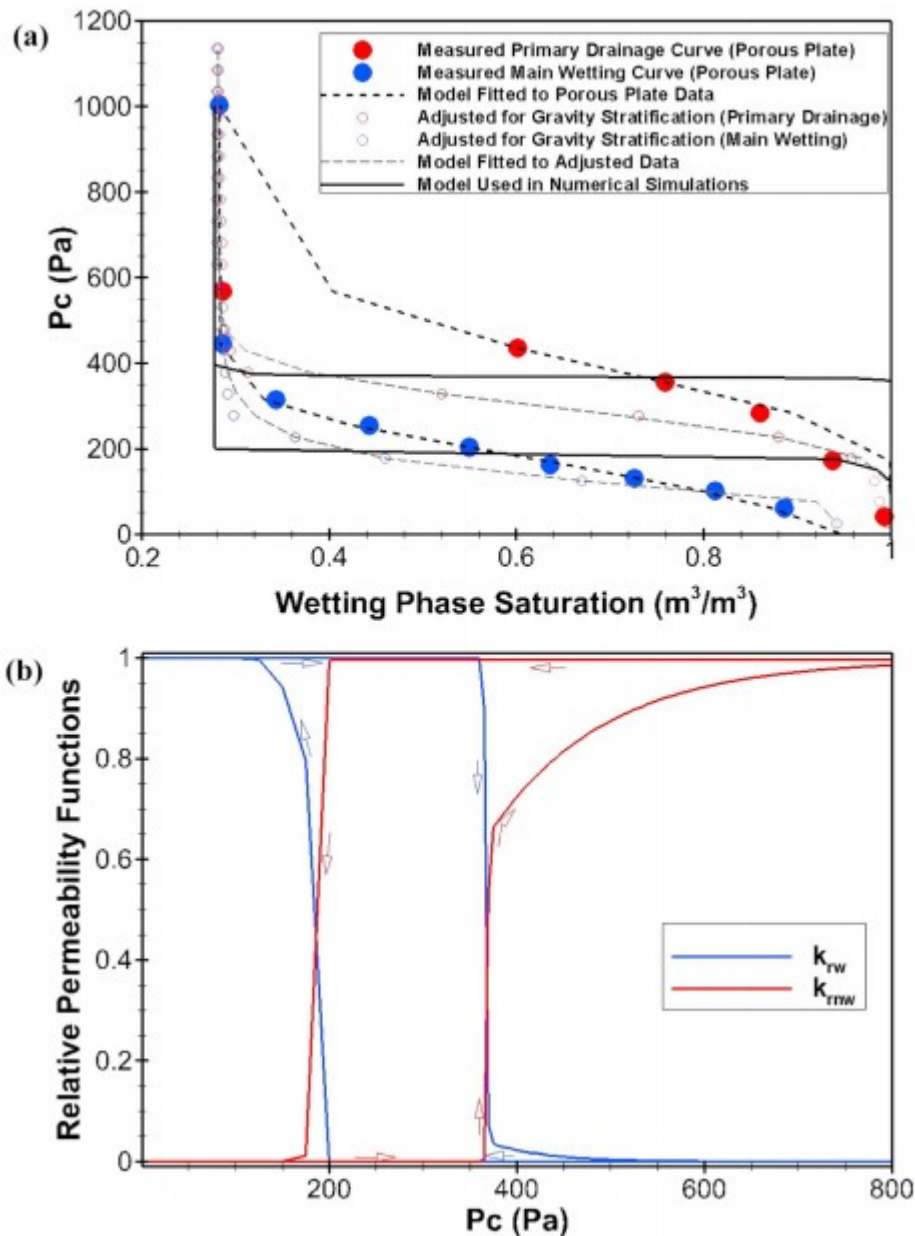 (a)
1200
1000
800
600
400
200
0
Pc (Pa)
Measured Primary Drainage Curve (Porous Plate)
Measured Main Wetting Curve (Porous Plate)
Model Fitted to Porous Plate Data
Adjusted for Gravity Stratification (Primary Drainage)
Adjusted for Gravity Stratification (Main Wetting)
Model Fitted to Adjusted Data
Model Used in Numerical Simulations
0.2 0.4 0.6 0.8 1
Wetting Phase Saturation (m³/m³)
(b)
1
0.8
0.6
0.4
0.2
0
Relative Permeability Functions
krw
krnw
200 400 600 800
Pc (Pa)